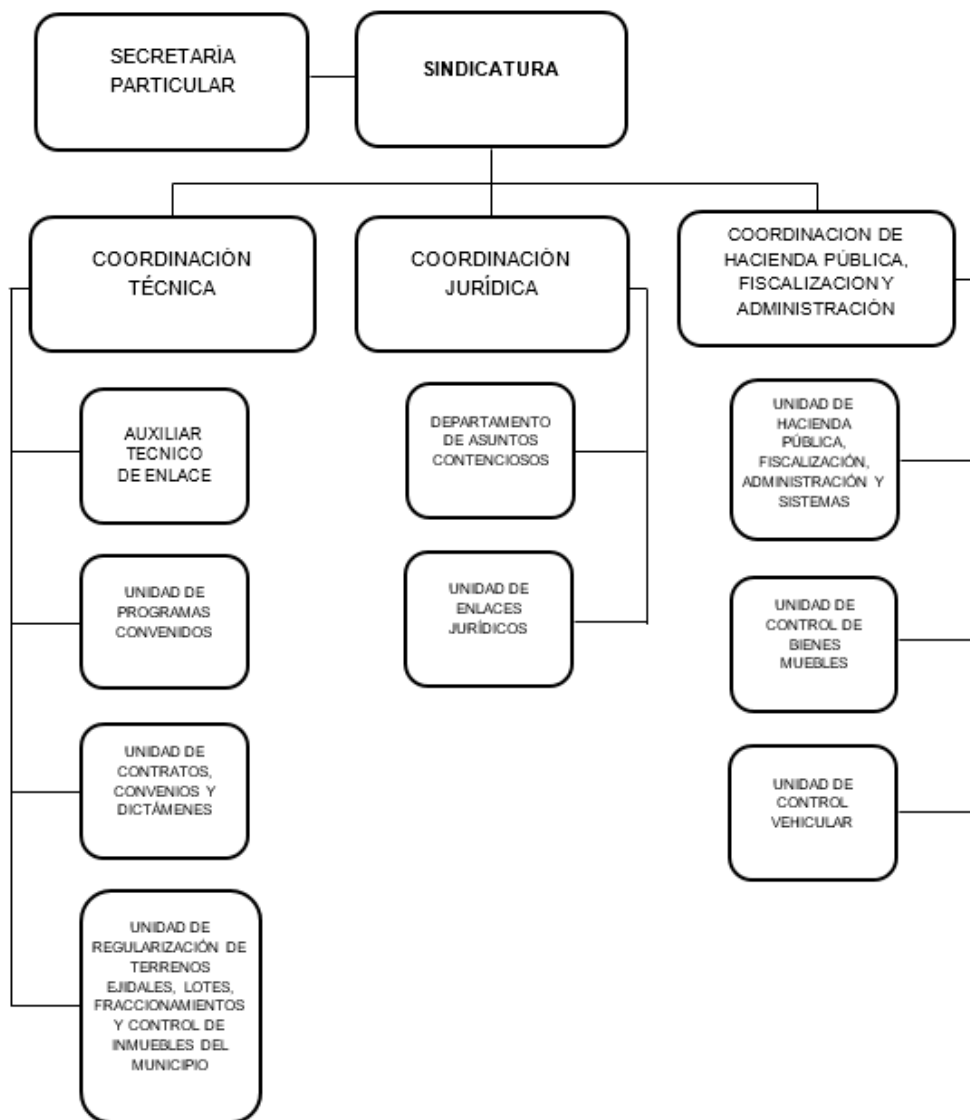 SECRETARÍA
PARTICULAR
SINDICATURA
COORDINACIÓN
TÉCNICA
COORDINACIÓN
JURÍDICA
COORDINACION DE
HACIENDA PÚBLICA,
FISCALIZACION Y
ADMINISTRACIÓN
AUXILIAR
TECNICO
DE ENLACE
UNIDAD DE
PROGRAMAS
CONVENIDOS
UNIDAD DE
CONTRATOS,
CONVENIOS Y
DICTÁMENES
UNIDAD DE
REGULARIZACIÓN DE
TERRENOS
EJIDALES, LOTES,
FRACCIONAMIENTOS
Y CONTROL DE
INMUEBLES DEL
MUNICIPIO
DEPARTAMENTO
DE ASUNTOS
CONTENCIOSOS
UNIDAD DE
ENLACES
JURÍDICOS
UNIDAD DE
HACIENDA
PÚBLICA,
FISCALIZACIÓN,
ADMINISTRACIÓN Y
SISTEMAS
UNIDAD DE
CONTROL DE
BIENES
MUEBLES
UNIDAD DE
CONTROL
VEHICULAR